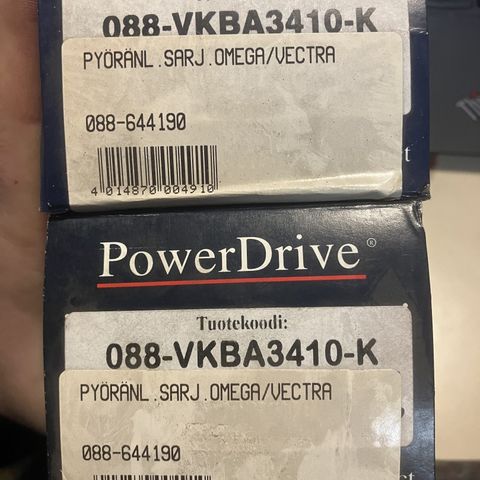 088-VKBA3410-K
PYÖRÄNL.SARJ.OMEGA/VECTRA
088-644190
4 014870 004910
PowerDrive®
Tuotekoodi:
088-VKBA3410-K
PYÖRÄNL.SARJ.OMEGA/VECTRA
088-644190